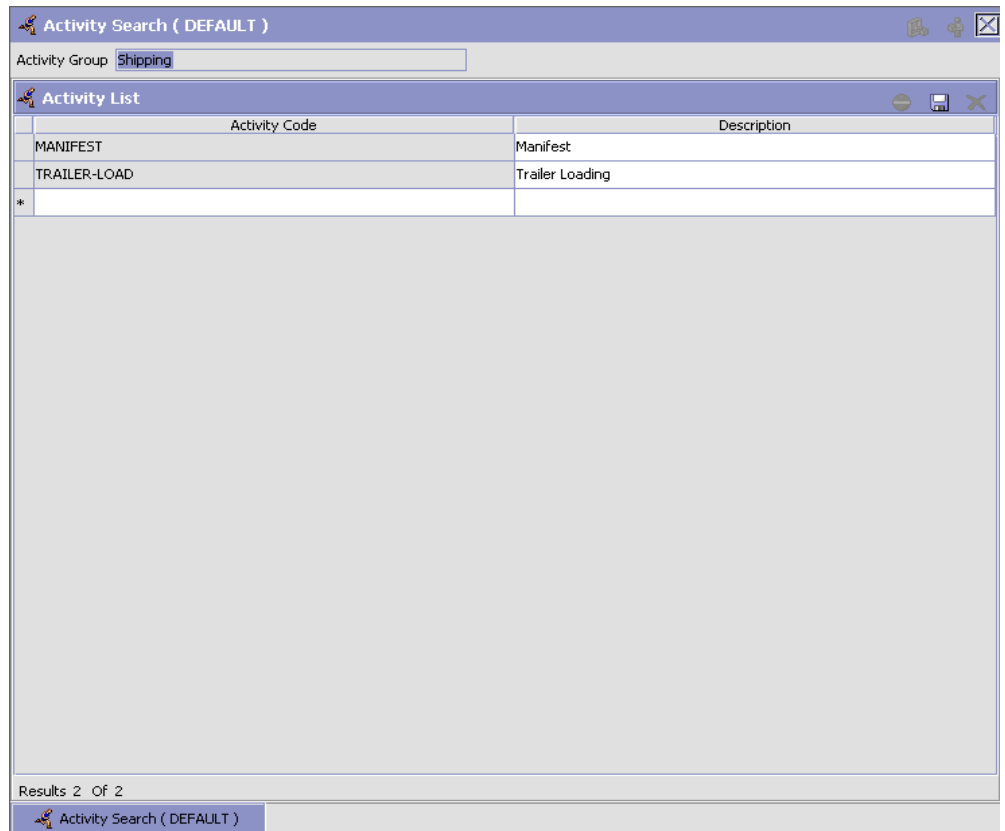 Activity Search ( DEFAULT )
Activity Group Shipping
Activity List
Activity Code Description
MANIFEST Manifest
TRAILER-LOAD Trailer Loading
*
Results 2 Of 2
Activity Search ( DEFAULT )